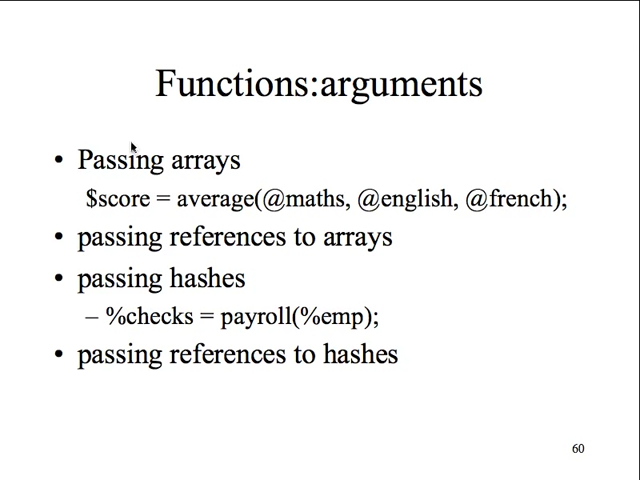 Functions:arguments
• Passing arrays
$score = average(@maths, @english, @french);
• passing references to arrays
• passing hashes
– %checks = payroll(%emp);
• passing references to hashes
60